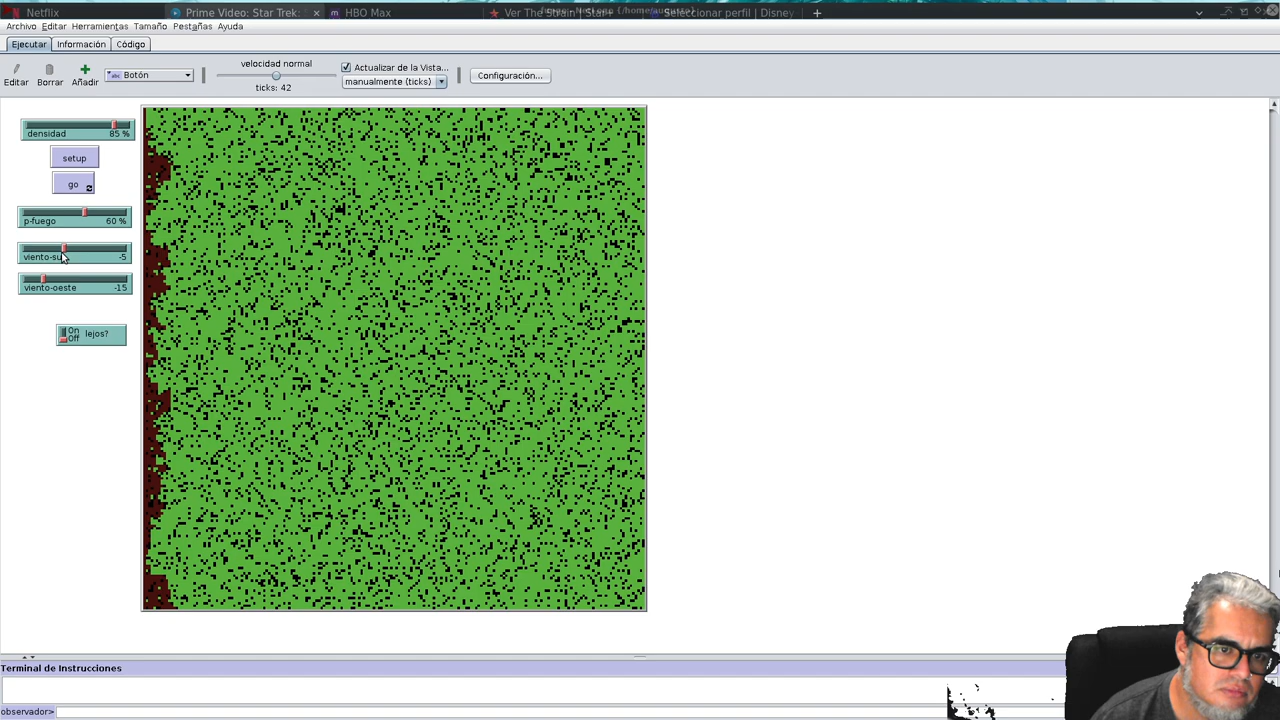 Netflix
Prime Video: Star Trek:
HBO Max
Ver The Strain | Star+
Seleccionar perfil | Disney
Archivo Editar Herramientas Tamaño Pestañas Ayuda
Ejecutar Información Código
Editar Borrar Añadir
abc Botón
velocidad normal
ticks: 42
Actualizar de la Vista...
manualmente (ticks)
Configuración...
densidad 85 %
setup
go
p-fuego 60 %
-5
viento-oeste -15
On
Off
lejos?
Terminal de Instrucciones
observador>